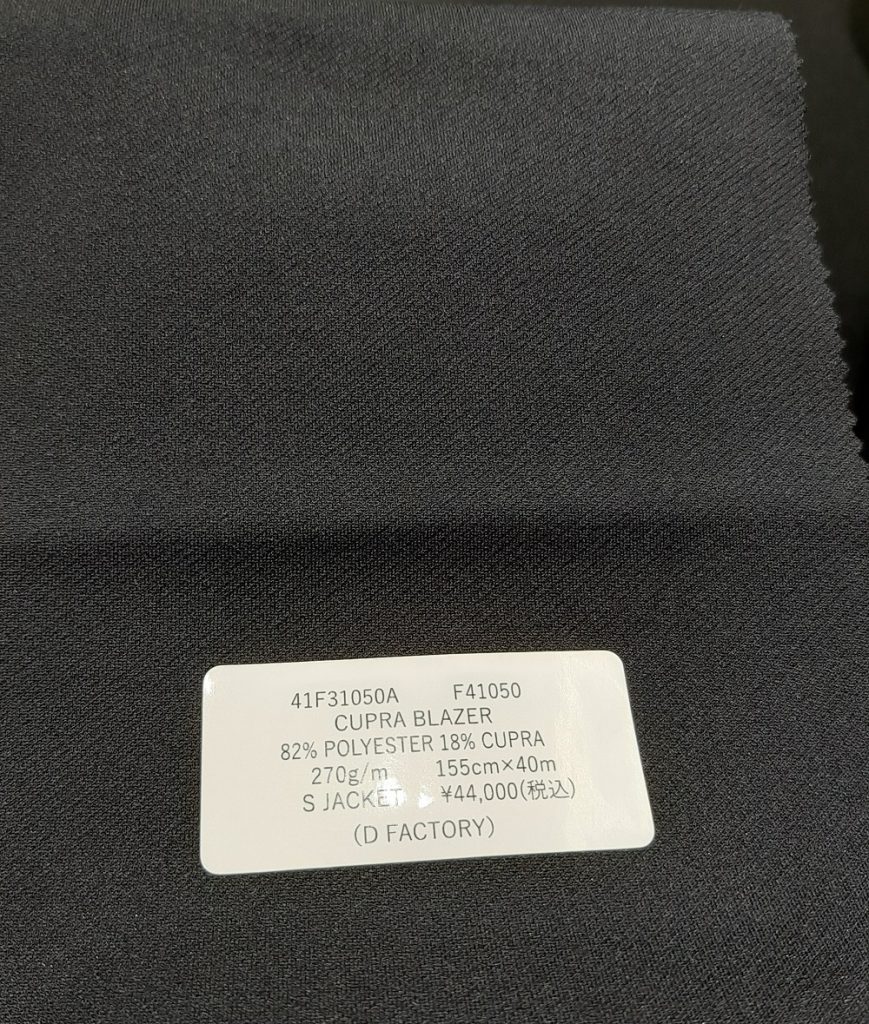 41F31050A F41050
CUPRA BLAZER
82% POLYESTER 18% CUPRA
270g/m 155cm×40m
S JACKET ¥44,000(税込)
(D FACTORY)